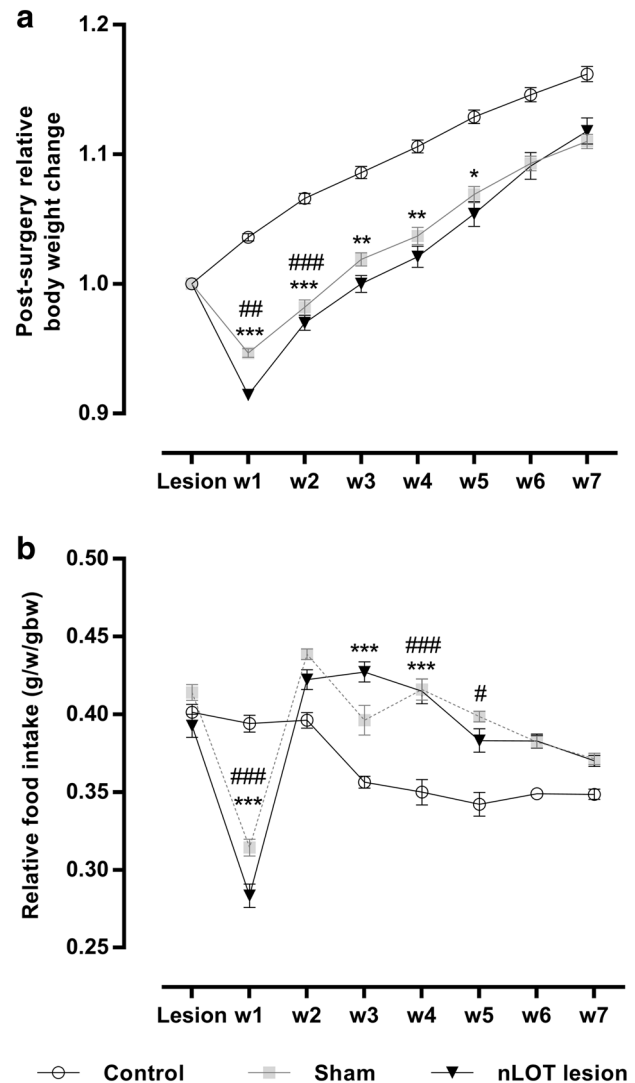 a
Post-surgery relative
body weight change
1.2
1.1
1.0
0.9
##
***
###
***
**
**
*
Lesion w1 w2 w3 w4 w5 w6 w7
b
Relative food intake (g/w/gbw)
0.50
0.45
0.40
0.35
0.30
0.25
###
***
***
###
***
#
Lesion w1 w2 w3 w4 w5 w6 w7
Control Sham nLOT lesion